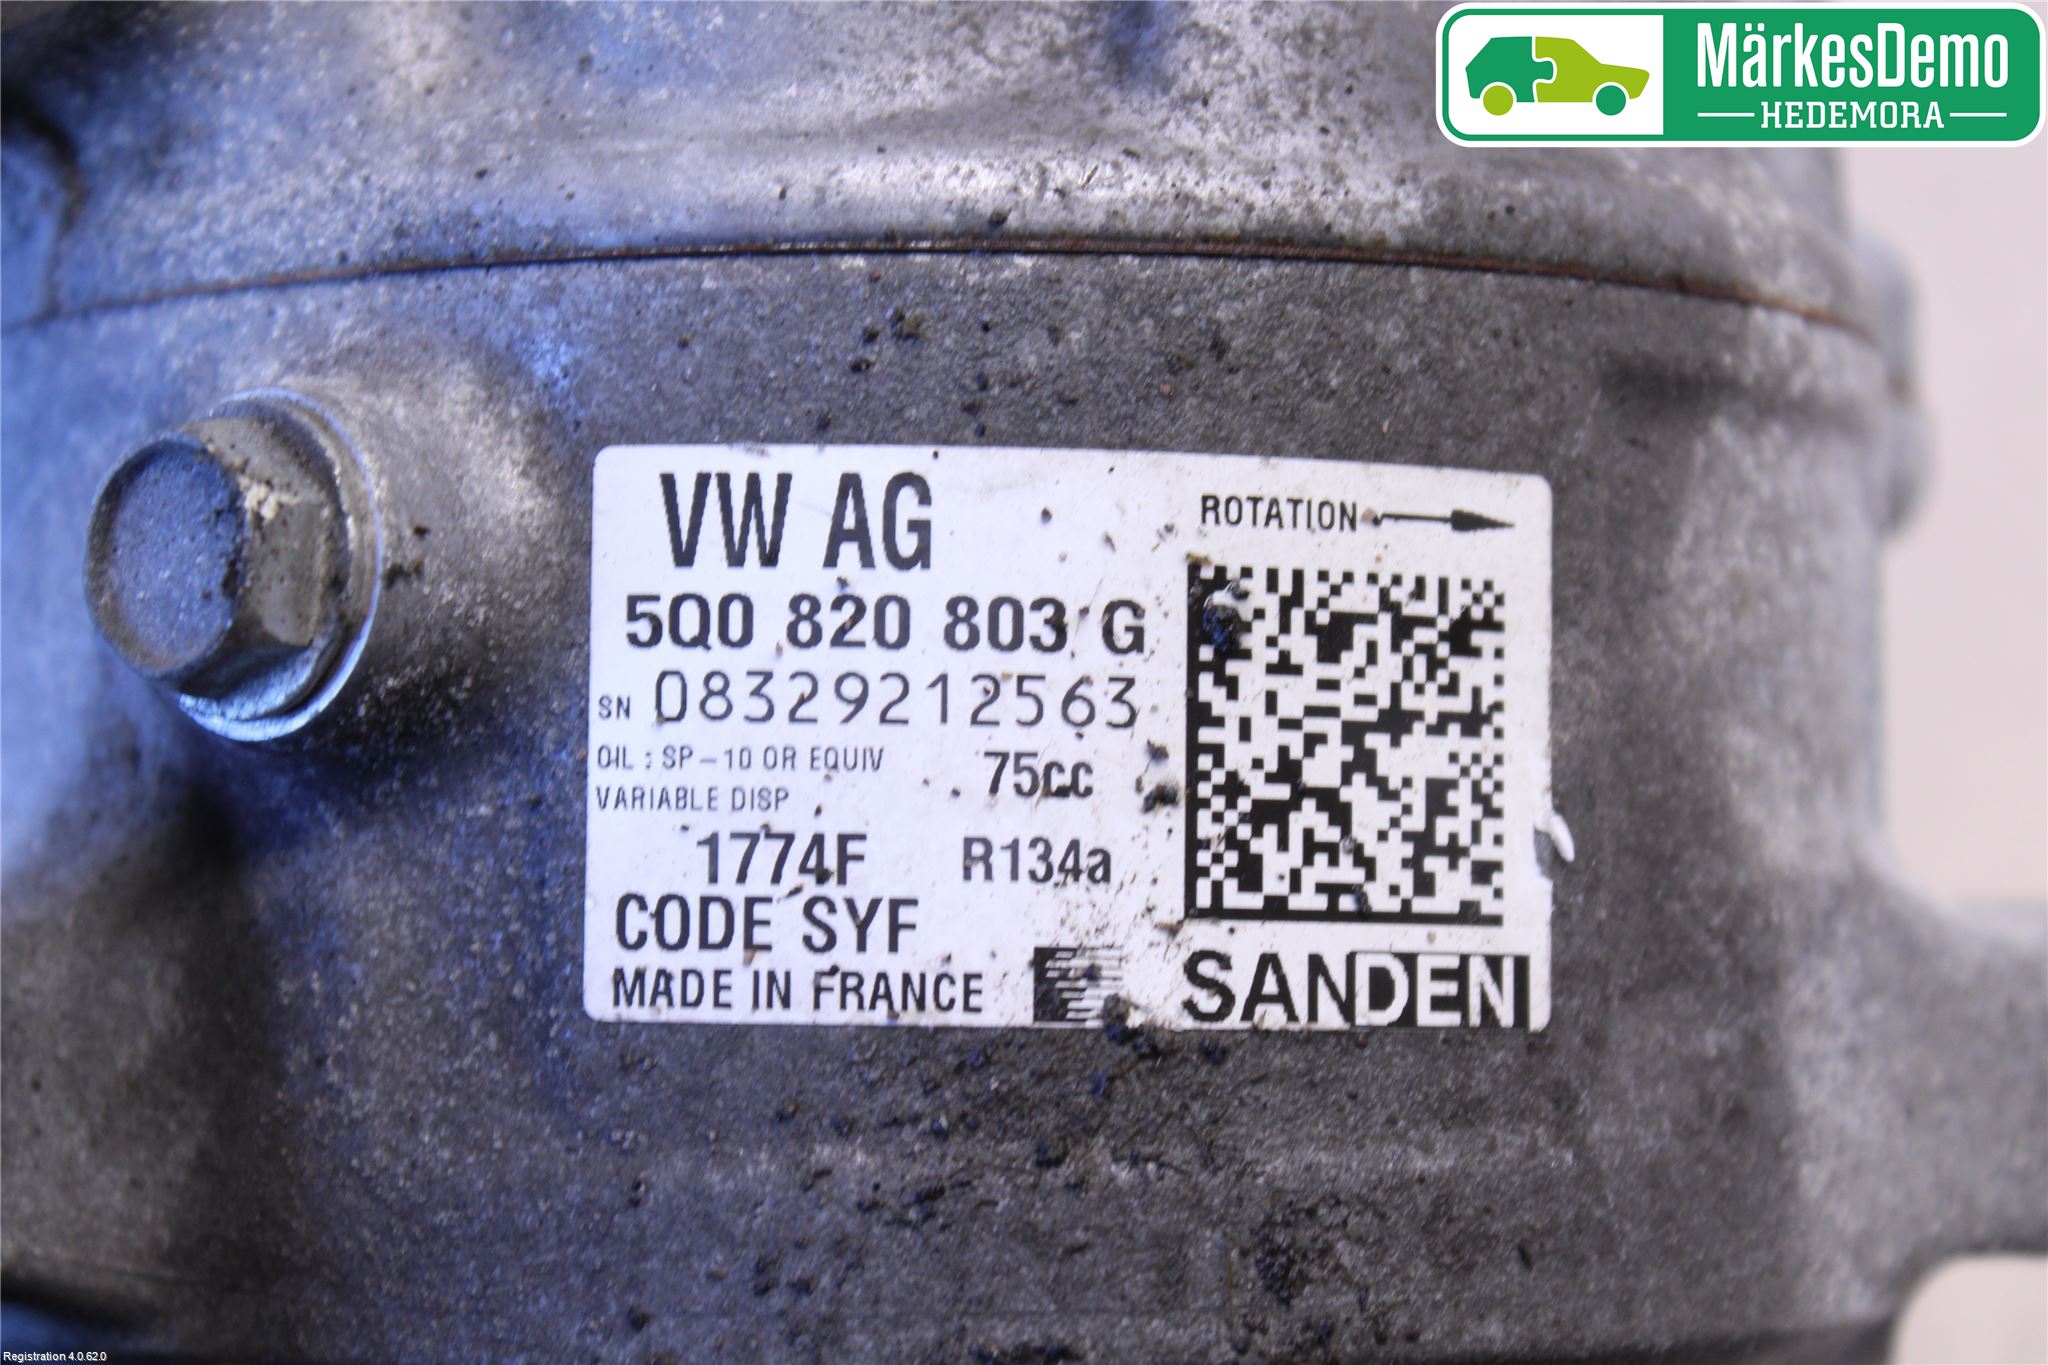 MärkesDemo
HEDEMORA
VW AG
ROTATION
5Q0 820 803 G
SN 08329212563
OIL : SP-10 OR EQUIV 75cc
VARIABLE DISP
1774F R134a
CODE SYF
MADE IN FRANCE
SANDEN
Registration 4.0.62.0